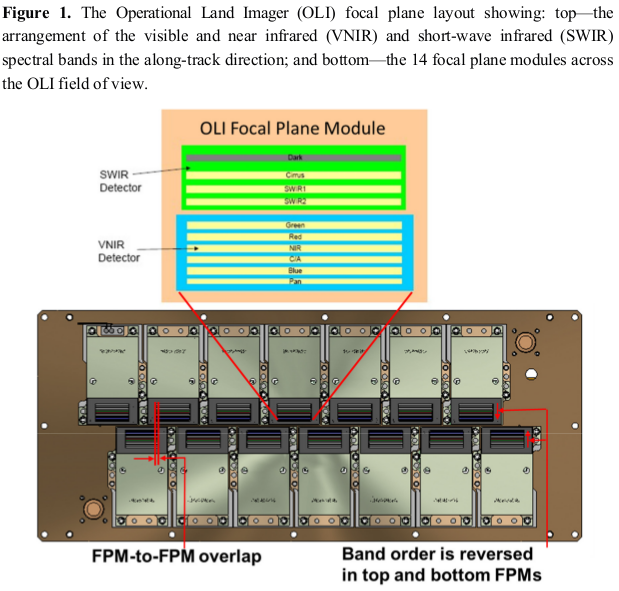 Figure 1. The Operational Land Imager (OLI) focal plane layout showing: top—the
arrangement of the visible and near infrared (VNIR) and short-wave infrared (SWIR)
spectral bands in the along-track direction; and bottom—the 14 focal plane modules across
the OLI field of view.
OLI Focal Plane Module
Dark
SWIR
Detector
Cirrus
SWIR1
SWIR2
Green
Red
VNIR
Detector
NIR
C/A
Blue
Pan
FPM-to-FPM overlap
Band order is reversed
in top and bottom FPMs